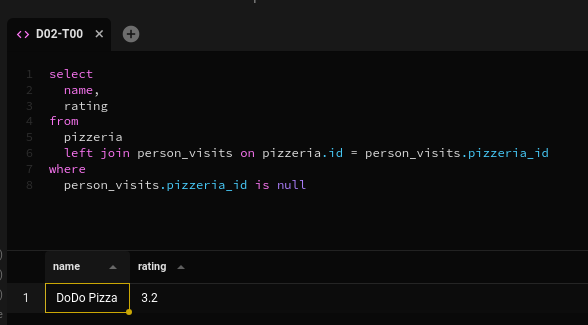 <> D02-T00 ×
1 select
2 name,
3 rating
4 from
5 pizzeria
6 left join person_visits on pizzeria.id = person_visits.pizzeria_id
7 where
8 person_visits.pizzeria_id is null
name rating
1 DoDo Pizza 3.2